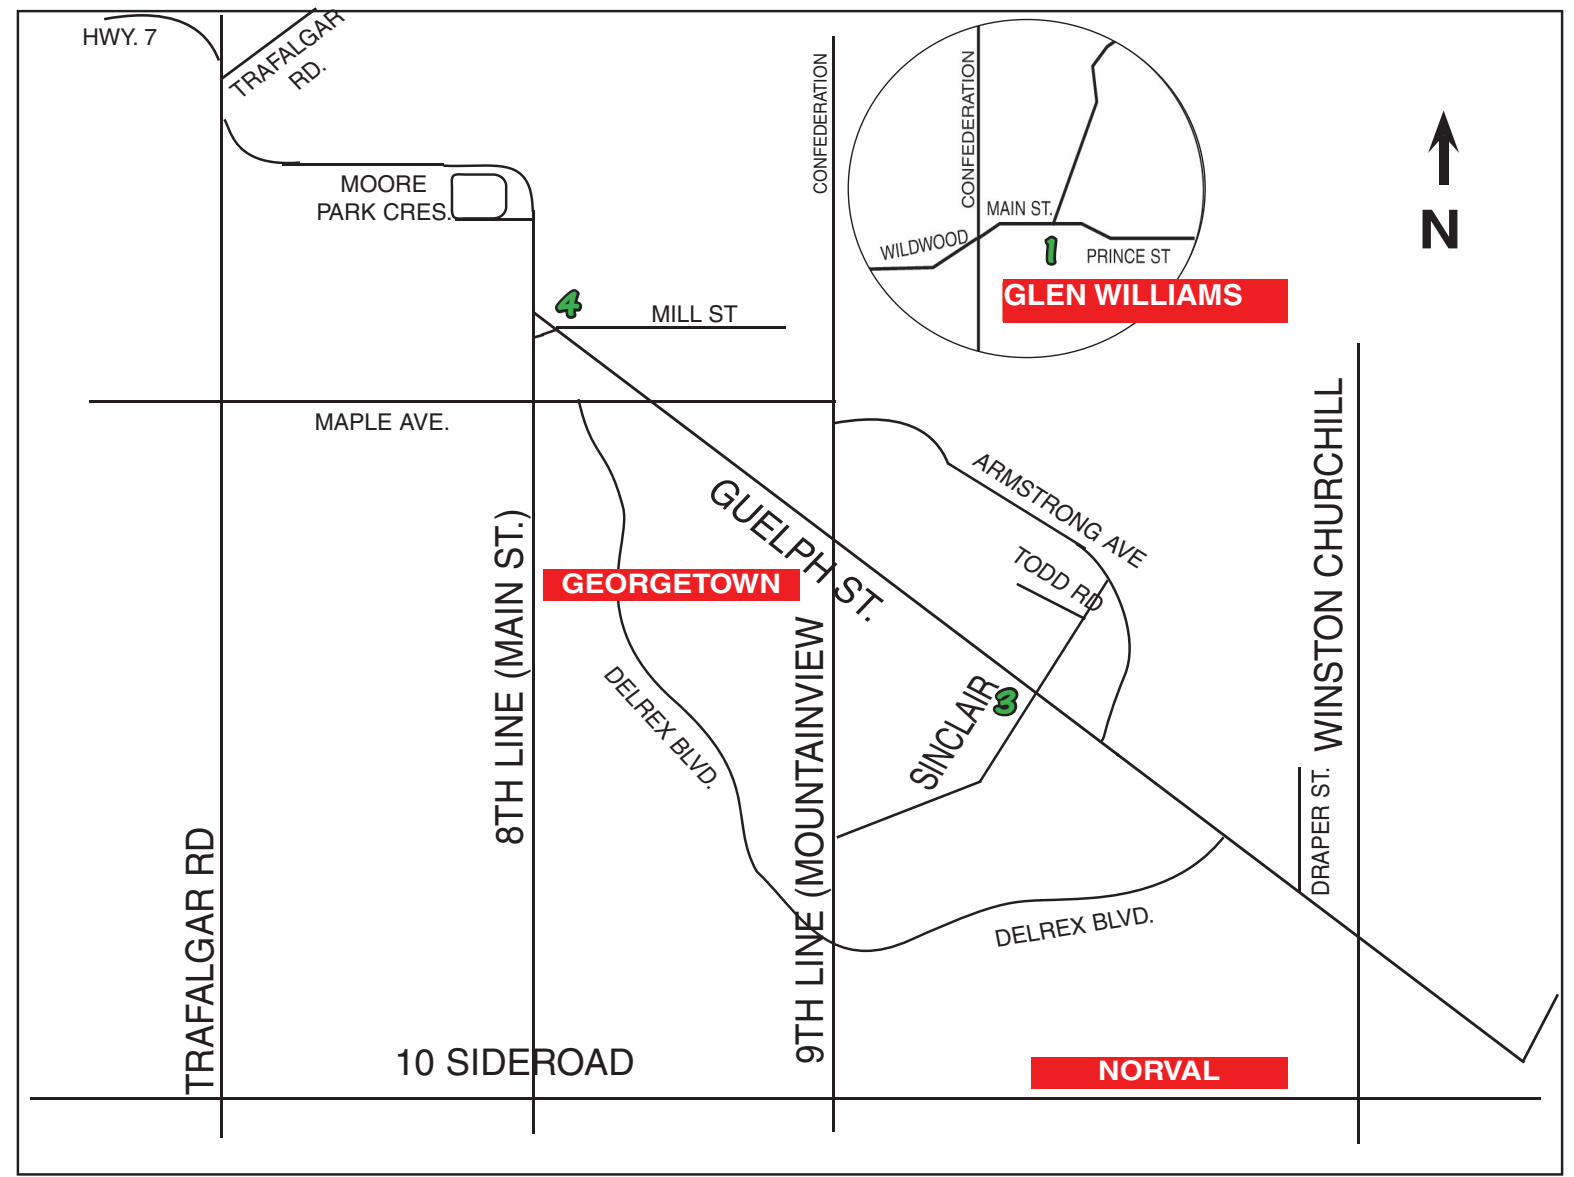 HWY. 7
TRAFALGAR
RD.
CONFEDERATION
CONFEDERATION
MOORE
PARK CRES.
MAIN ST.
WILDWOOD
1
PRINCE ST
N
GLEN WILLIAMS
4
MILL ST
MAPLE AVE.
WINSTON CHURCHILL
ARMSTRONG AVE
GUELPH ST.
TODD RD
8TH LINE (MAIN ST.)
GEORGETOWN
9TH LINE (MOUNTAINVIEW
DELREX BLVD.
SINCLAIR
3
DRAPER ST.
TRAFALGAR RD
DELREX BLVD.
10 SIDEROAD
NORVAL